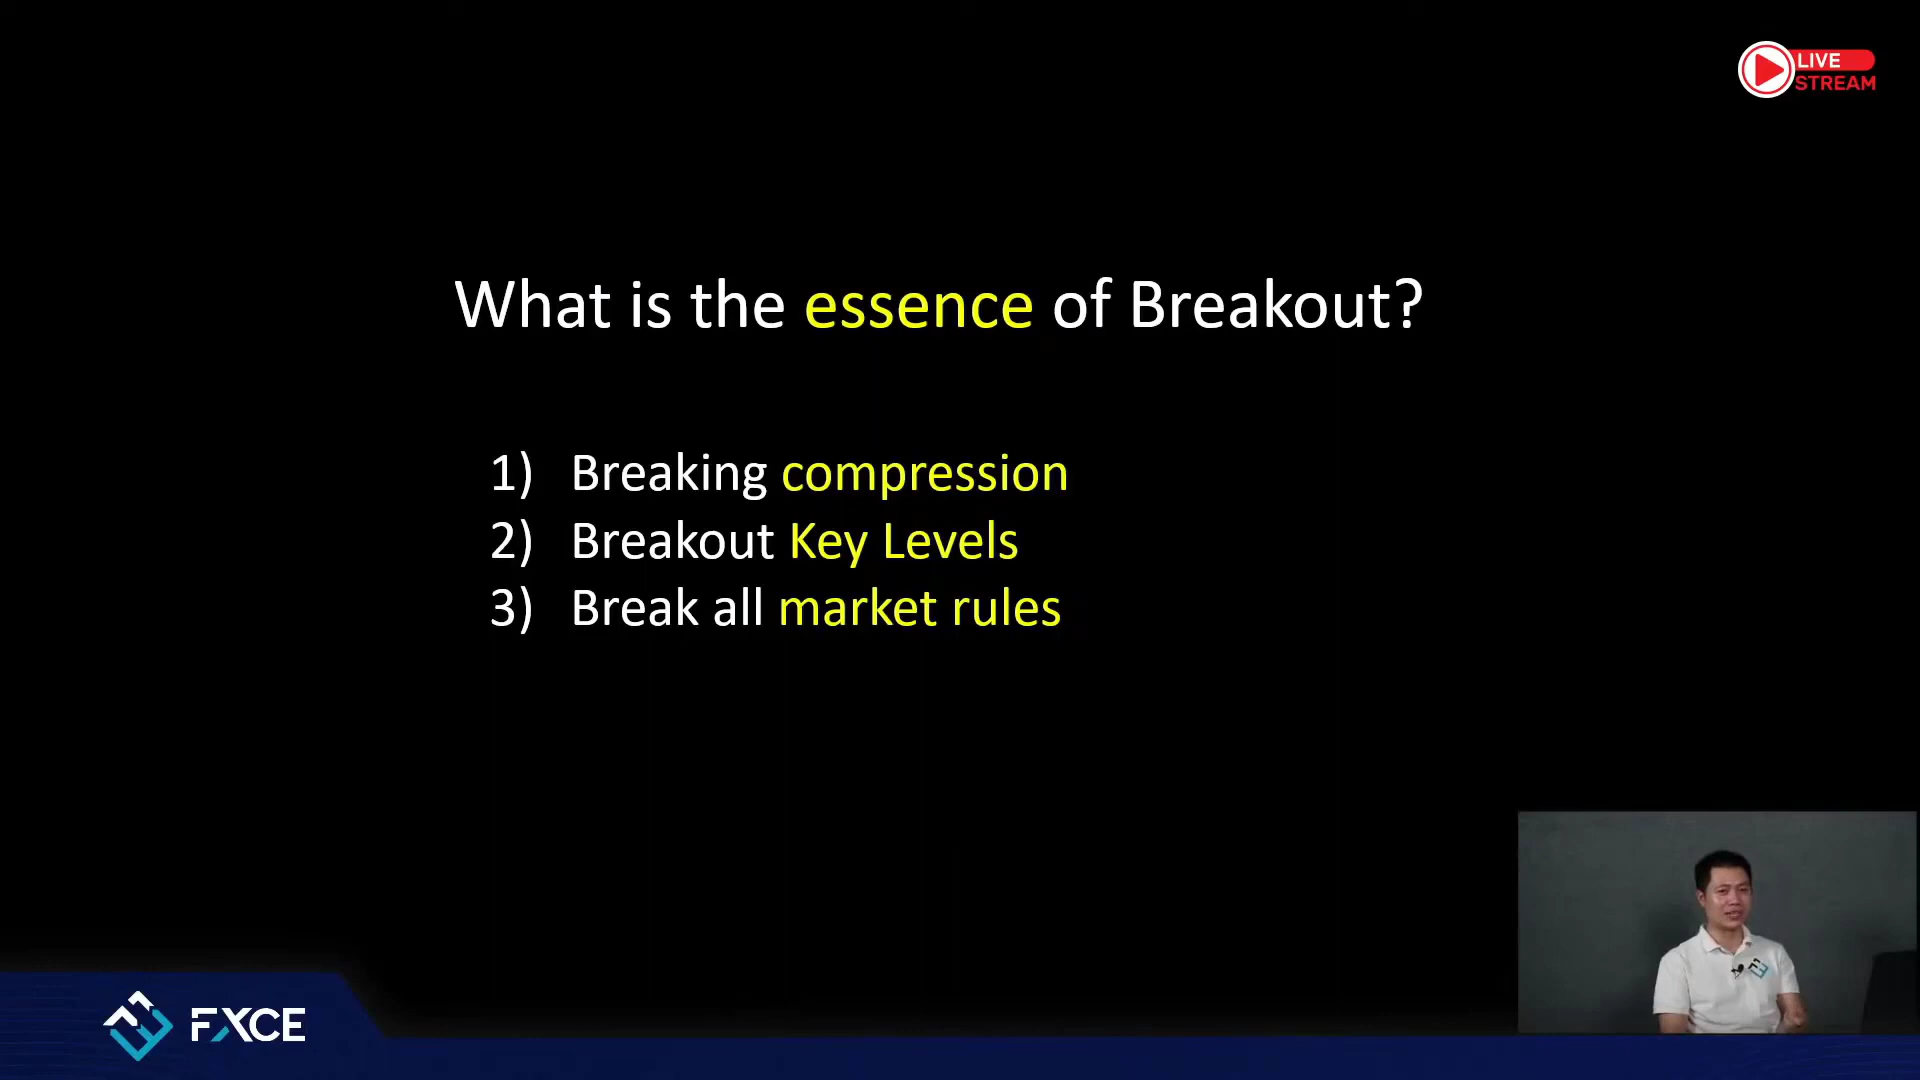 LIVE
STREAM
What is the essence of Breakout?
1) Breaking compression
2) Breakout Key Levels
3) Break all market rules
FXCE